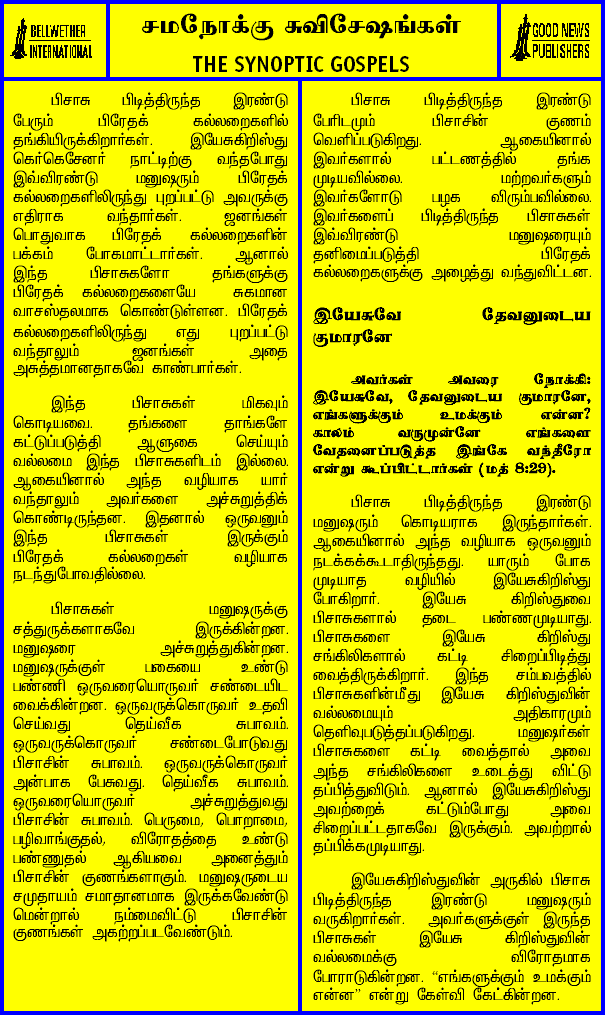 BELLWETHER
INTERNATIONAL
சமநோக்கு சுவிசேஷங்கள்
THE SYNOPTIC GOSPELS
GOOD NEWS
PUBLISHERS
பிசாசு பிடித்திருந்த இரண்டு
பேரும் பிரேதக் கல்லறைகளில்
தங்கியிருக்கிறார்கள். இயேசுகிறிஸ்து
கெர்கெசேனர் நாட்டிற்கு வந்தபோது
இவ்விரண்டு மனுஷரும் பிரேதக்
கல்லறைகளிலிருந்து புறப்பட்டு அவருக்கு
எதிராக வந்தார்கள். ஜனங்கள்
பொதுவாக பிரேதக் கல்லறைகளின்
பக்கம் போகமாட்டார்கள். ஆனால்
இந்த பிசாசுகளோ தங்களுக்கு
பிரேதக் கல்லறைகளையே சுகமான
வாசஸ்தலமாக கொண்டுள்ளன. பிரேதக்
கல்லறைகளிலிருந்து எது புறப்பட்டு
வந்தாலும் ஜனங்கள் அதை
அசுத்தமானதாகவே காண்பார்கள்.
இந்த பிசாசுகள் மிகவும்
கொடியவை. தங்களை தாங்களே
கட்டுப்படுத்தி ஆளுகை செய்யும்
வல்லமை இந்த பிசாசுகளிடம் இல்லை.
ஆகையினால் அந்த வழியாக யார்
வந்தாலும் அவர்களை அச்சுறுத்திக்
கொண்டிருந்தன. இதனால் ஒருவனும்
இந்த பிசாசுகள் இருக்கும்
பிரேதக் கல்லறைகள் வழியாக
நடந்துபோவதில்லை.
பிசாசுகள் மனுஷருக்கு
சத்துருக்களாகவே இருக்கின்றன.
மனுஷரை அச்சுறுத்துகின்றன.
மனுஷருக்குள் பகையை உண்டு
பண்ணி ஒருவரையொருவர் சண்டையிட
வைக்கின்றன. ஒருவருக்கொருவர் உதவி
செய்வது தெய்வீக சுபாவம்.
ஒருவருக்கொருவர் சண்டைபோடுவது
பிசாசின் சுபாவம். ஒருவருக்கொருவர்
அன்பாக பேசுவது. தெய்வீக சுபாவம்.
ஒருவரையொருவர் அச்சுறுத்துவது
பிசாசின் சுபாவம். பெருமை, பொறாமை,
பழிவாங்குதல், விரோதத்தை உண்டு
பண்ணுதல் ஆகியவை அனைத்தும்
பிசாசின் குணங்களாகும். மனுஷருடைய
சமுதாயம் சமாதானமாக இருக்கவேண்டு
மென்றால் நம்மைவிட்டு பிசாசின்
குணங்கள் அகற்றப்படவேண்டும்.
பிசாசு பிடித்திருந்த இரண்டு
பேரிடமும் பிசாசின் குணம்
வெளிப்படுகிறது. ஆகையினால்
இவர்களால் பட்டணத்தில் தங்க
முடியவில்லை. மற்றவர்களும்
இவர்களோடு பழக விரும்பவில்லை.
இவர்களைப் பிடித்திருந்த பிசாசுகள்
இவ்விரண்டு மனுஷரையும்
தனிமைப்படுத்தி பிரேதக்
கல்லறைகளுக்கு அழைத்து வந்துவிட்டன.
இயேசுவே தேவனுடைய
குமாரனே
அவர்கள் அவரை நோக்கி:
இயேசுவே, தேவனுடைய குமாரனே,
எங்களுக்கும் உமக்கும் என்ன?
காலம் வருமுன்னே எங்களை
வேதனைப்படுத்த இங்கே வந்தீரோ
என்று கூப்பிட்டார்கள் (மத் 8:29).
பிசாசு பிடித்திருந்த இரண்டு
மனுஷரும் கொடியராக இருந்தார்கள்.
ஆகையினால் அந்த வழியாக ஒருவனும்
நடக்கக்கூடாதிருந்தது. யாரும் போக
முடியாத வழியில் இயேசுகிறிஸ்து
போகிறார். இயேசு கிறிஸ்துவை
பிசாசுகளால் தடை பண்ணமுடியாது.
பிசாசுகளை இயேசு கிறிஸ்து
சங்கிலிகளால் கட்டி சிறைப்பிடித்து
வைத்திருக்கிறார். இந்த சம்பவத்தில்
பிசாசுகளின்மீது இயேசு கிறிஸ்துவின்
வல்லமையும் அதிகாரமும்
தெளிவுபடுத்தப்படுகிறது. மனுஷர்கள்
பிசாசுகளை கட்டி வைத்தால் அவை
அந்த சங்கிலிகளை உடைத்து விட்டு
தப்பித்துவிடும். ஆனால் இயேசுகிறிஸ்து
அவற்றைக் கட்டும்போது அவை
சிறைப்பட்டதாகவே இருக்கும். அவற்றால்
தப்பிக்கமுடியாது.
இயேசுகிறிஸ்துவின் அருகில் பிசாசு
பிடித்திருந்த இரண்டு மனுஷரும்
வருகிறார்கள். அவர்களுக்குள் இருந்த
பிசாசுகள் இயேசு கிறிஸ்துவின்
வல்லமைக்கு விரோதமாக
போராடுகின்றன. “எங்களுக்கும் உமக்கும்
என்ன” என்று கேள்வி கேட்கின்றன.